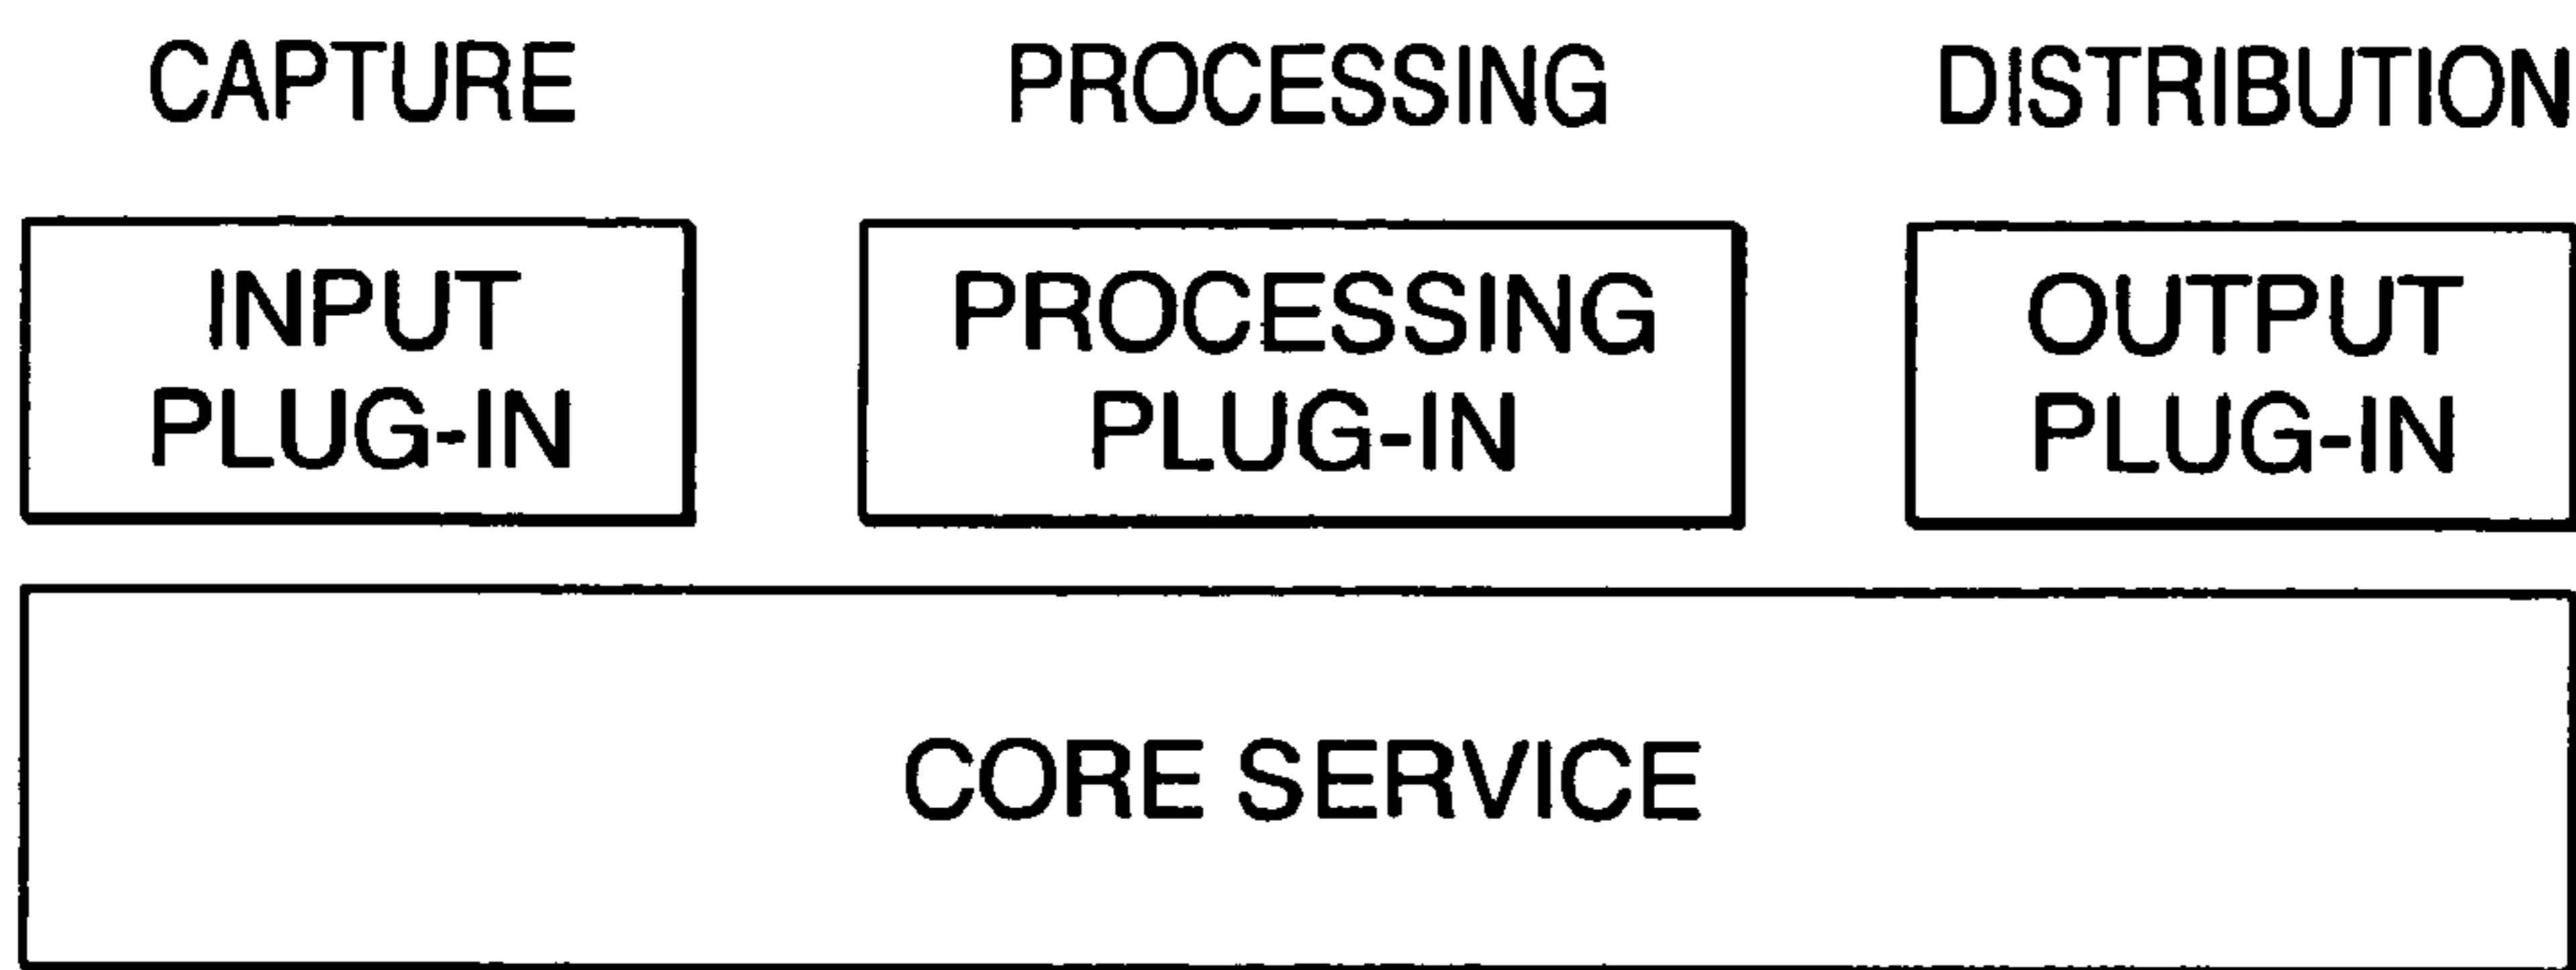 CAPTURE PROCESSING DISTRIBUTION
INPUT
PLUG-IN
PROCESSING
PLUG-IN
OUTPUT
PLUG-IN
CORE SERVICE